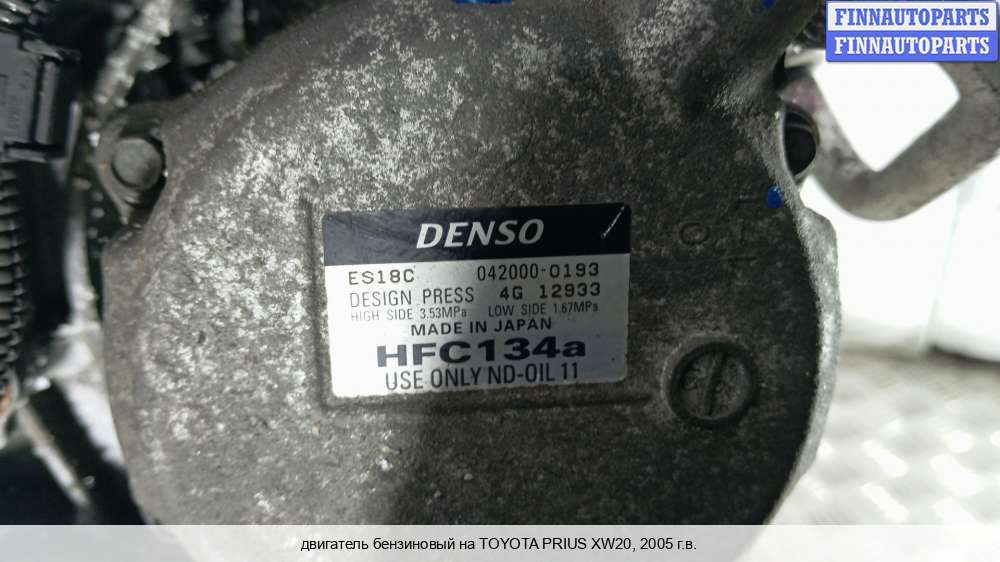 FINNAUTOPARTS
FINNAUTOPARTS
DENSO
ES18C 042000-0193
DESIGN PRESS 4G 12933
HIGH SIDE 3.53MPa LOW SIDE 1.67MPa
MADE IN JAPAN
HFC134a
USE ONLY ND-OIL 11
двигатель бензиновый на TOYOTA PRIUS XW20, 2005 г.в.